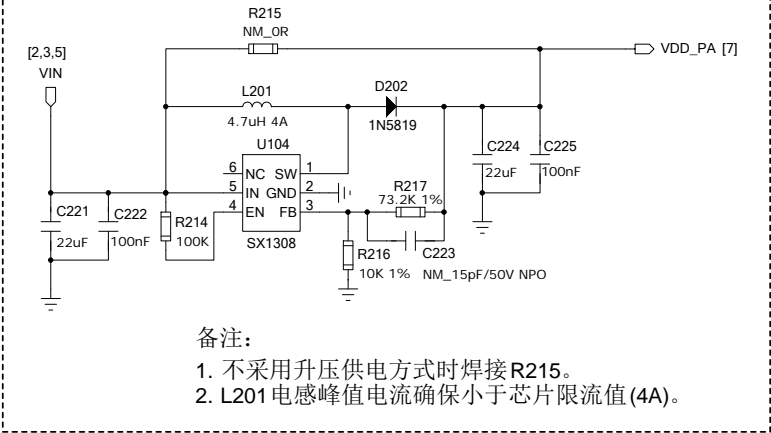 R215
NM_0R
[2,3,5]
VIN
VDD_PA [7]
L201
4.7uH 4A
D202
1N5819
U104
6 NC SW 1
5 IN GND 2
4 EN FB 3
SX1308
C221
22uF
C222
100nF
R214
100K
R217
73.2K 1%
C224
22uF
C225
100nF
R216
10K 1%
C223
NM_15pF/50V NPO
备注：
1. 不采用升压供电方式时焊接R215。
2. L201电感峰值电流确保小于芯片限流值(4A)。